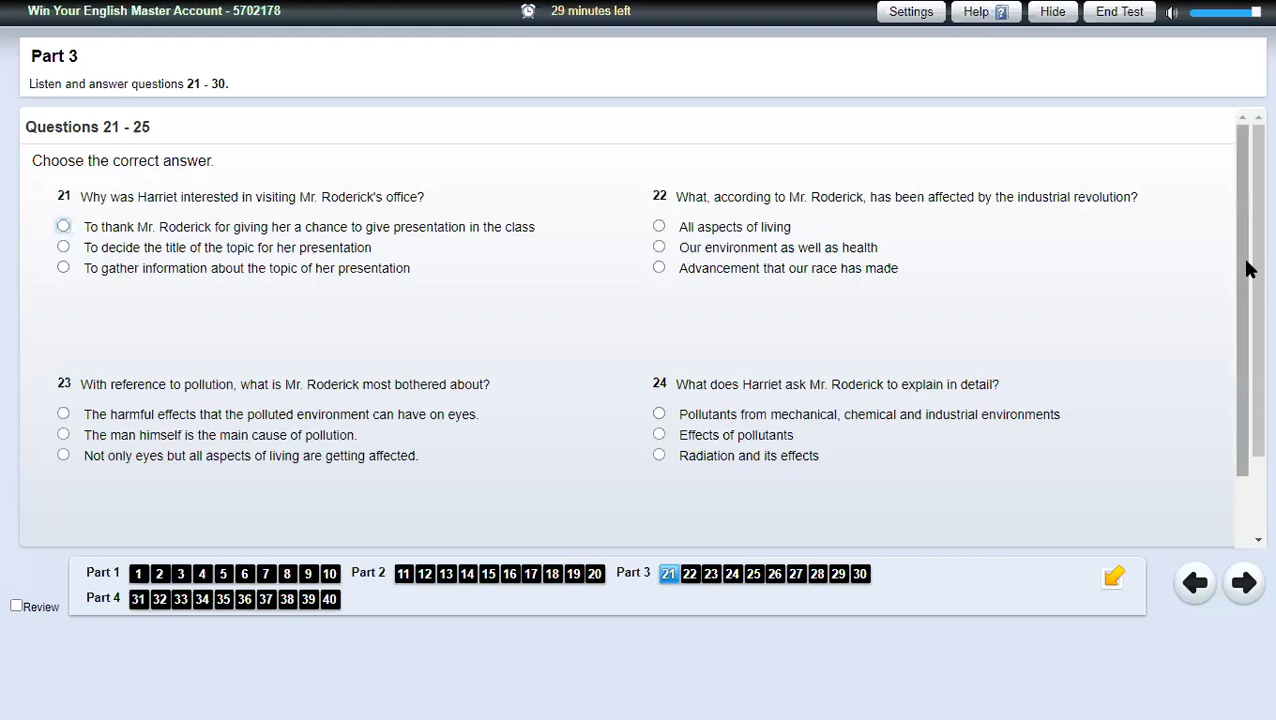 Win Your English Master Account - 5702178
29 minutes left
Settings
Help ?
Hide
End Test
Part 3
Listen and answer questions 21 - 30.
Questions 21 - 25
Choose the correct answer.
21 Why was Harriet interested in visiting Mr. Roderick's office?
To thank Mr. Roderick for giving her a chance to give presentation in the class
To decide the title of the topic for her presentation
To gather information about the topic of her presentation
22 What, according to Mr. Roderick, has been affected by the industrial revolution?
All aspects of living
Our environment as well as health
Advancement that our race has made
23 With reference to pollution, what is Mr. Roderick most bothered about?
The harmful effects that the polluted environment can have on eyes.
The man himself is the main cause of pollution.
Not only eyes but all aspects of living are getting affected.
24 What does Harriet ask Mr. Roderick to explain in detail?
Pollutants from mechanical, chemical and industrial environments
Effects of pollutants
Radiation and its effects
Part 1 1 2 3 4 5 6 7 8 9 10 Part 2 11 12 13 14 15 16 17 18 19 20 Part 3 21 22 23 24 25 26 27 28 29 30
Part 4 31 32 33 34 35 36 37 38 39 40
Review